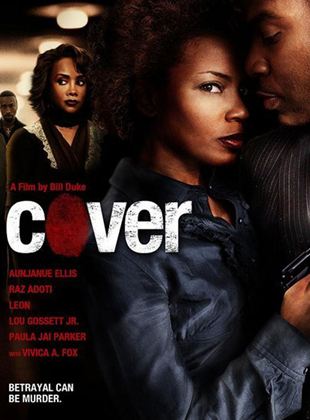 A Film by Bill Duke
cover
AUNJANUE ELLIS
RAZ ADOTI
LEON
LOU GOSSETT JR.
PAULA JAI PARKER
WITH VIVICA A. FOX
BETRAYAL CAN
BE MURDER.